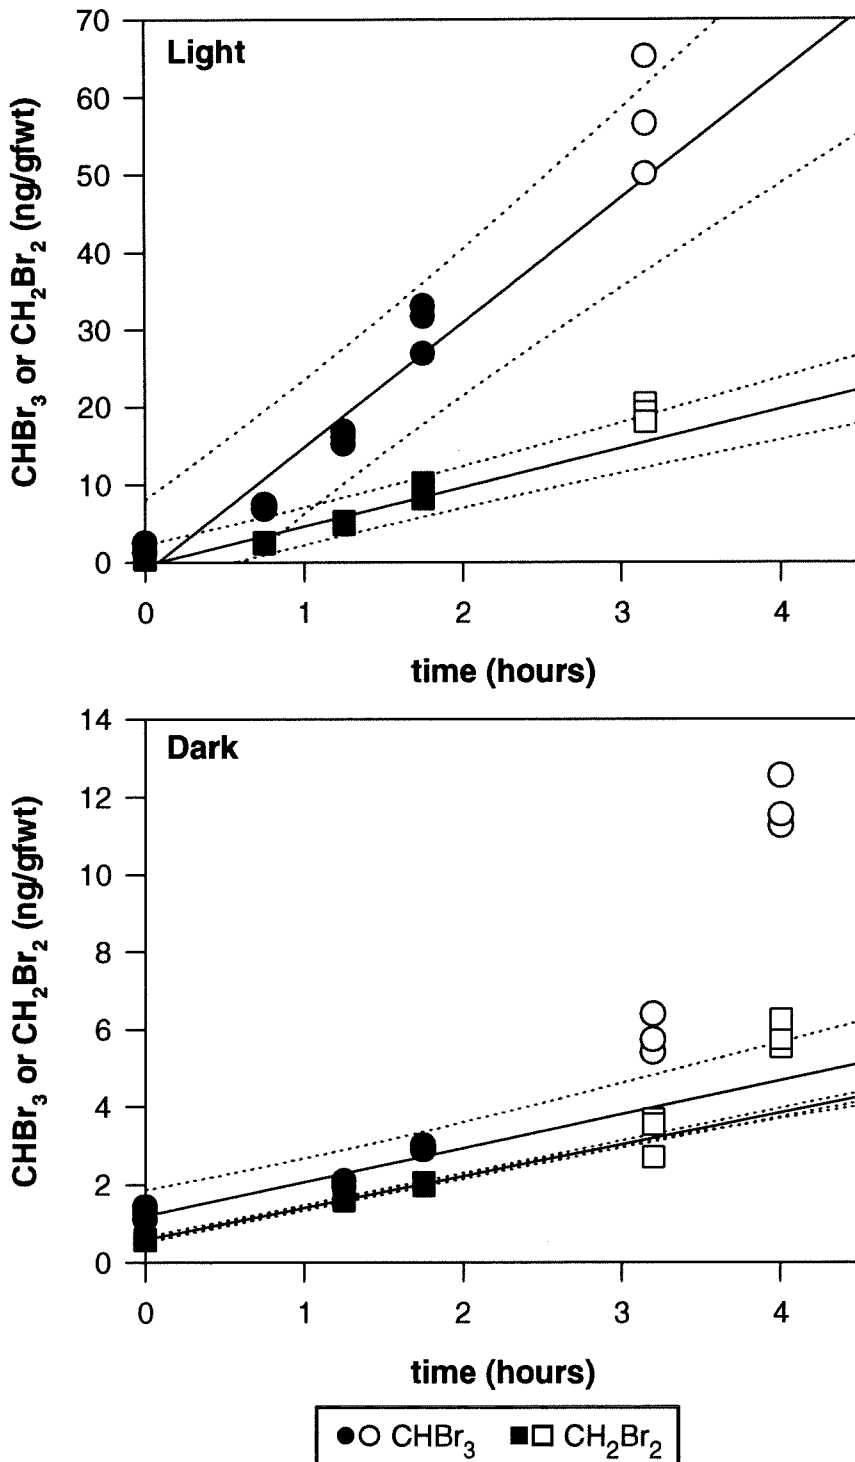 Light
CHBr₃ or CH₂Br₂ (ng/gfwt)
70
60
50
40
30
20
10
0
0 1 2 3 4
time (hours)
Dark
CHBr₃ or CH₂Br₂ (ng/gfwt)
14
12
10
8
6
4
2
0
0 1 2 3 4
time (hours)
CHBr₃ CH₂Br₂